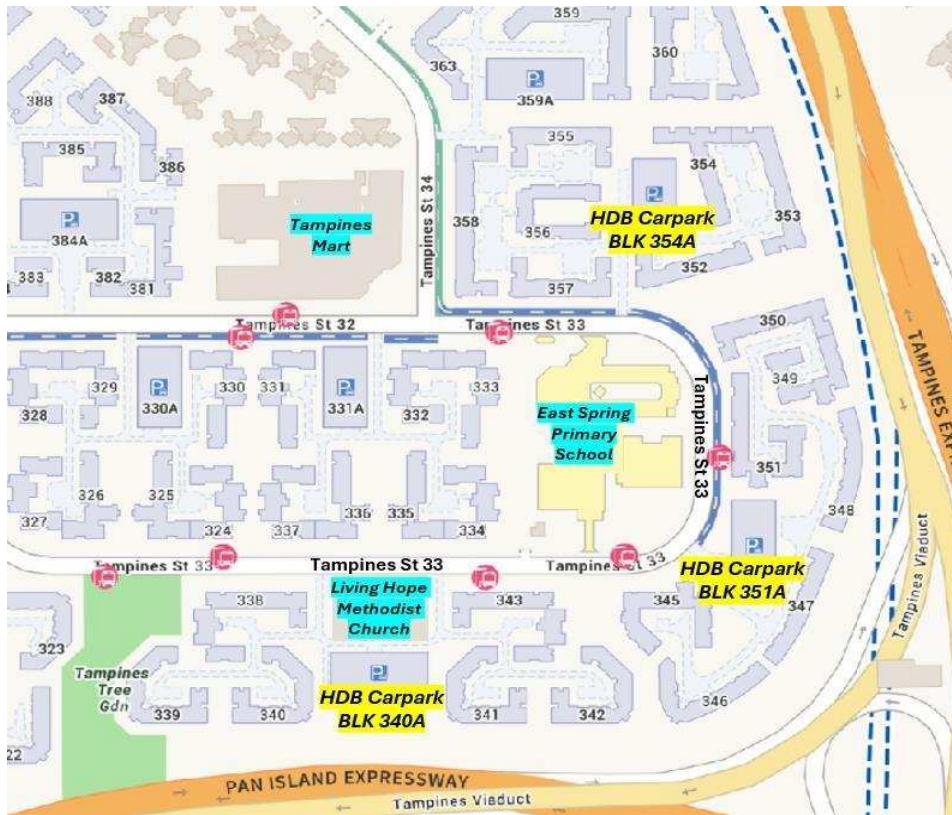 359
360
363
359A
388
387
385
386
384A
383
382
381
Tampines
Mart
Tampines St 34
355
354
358
356
353
HDB Carpark
BLK 354A
352
357
Tampines St 32
Tampines St 33
350
349
TAMPINES EXP
329
330
331
333
328
330A
331A
332
East Spring
Primary
School
Tampines St 33
351
348
326
325
336
335
327
324
337
334
Tampines St 33
Tampines St 33
Tampines St 33
HDB Carpark
BLK 351A
Living Hope
Methodist
Church
338
343
345
347
323
Tampines
Tree
Gdn
HDB Carpark
BLK 340A
339
340
341
342
346
Tampines Viaduct
22
PAN ISLAND EXPRESSWAY
Tampines Viaduct